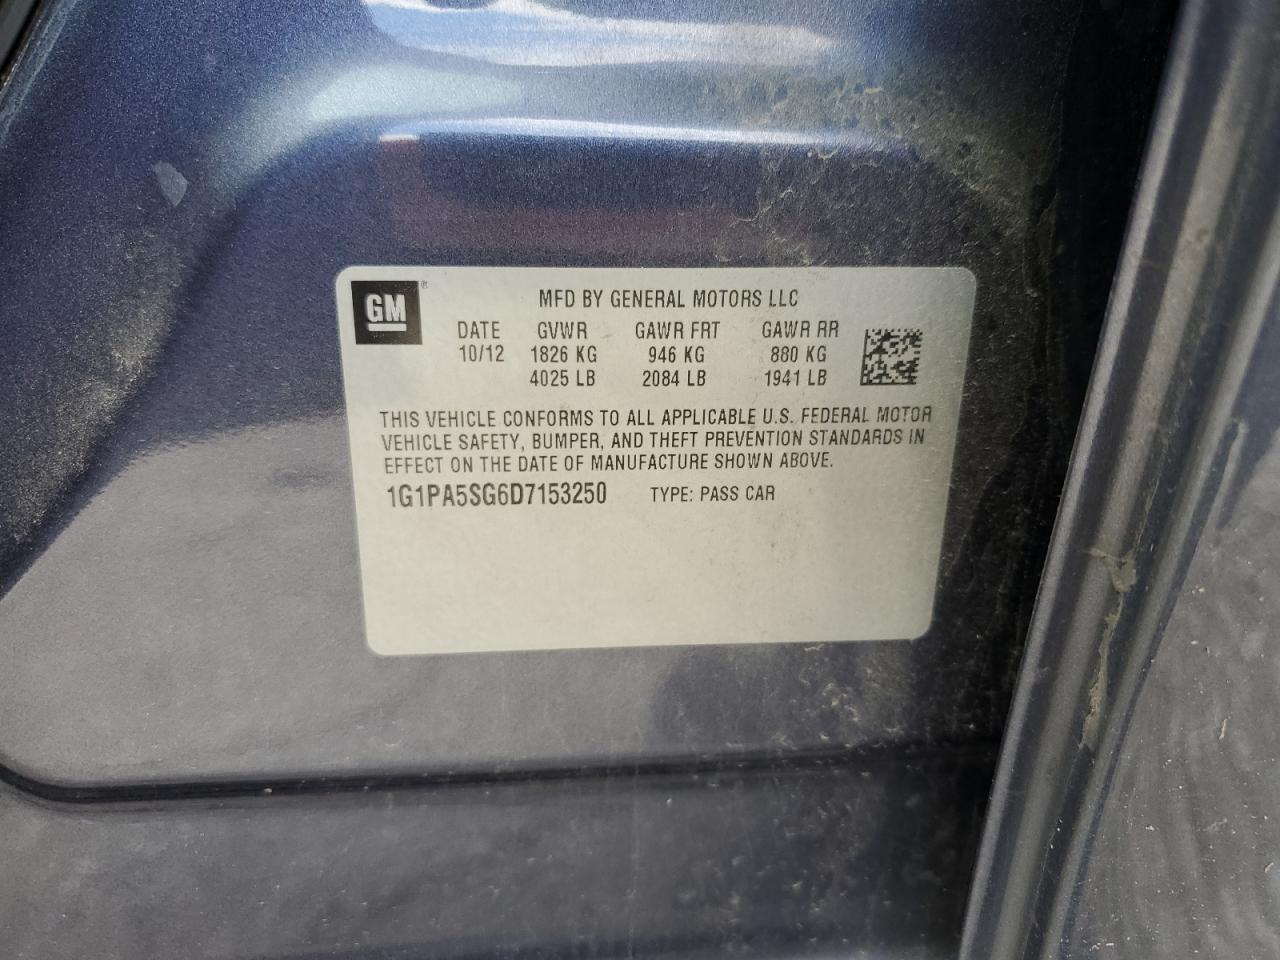 GM®
MFD BY GENERAL MOTORS LLC
DATE GVWR GAWR FRT GAWR RR
10/12 1826 KG 946 KG 880 KG
4025 LB 2084 LB 1941 LB
THIS VEHICLE CONFORMS TO ALL APPLICABLE U.S. FEDERAL MOTOR
VEHICLE SAFETY, BUMPER, AND THEFT PREVENTION STANDARDS IN
EFFECT ON THE DATE OF MANUFACTURE SHOWN ABOVE.
1G1PA5SG6D7153250 TYPE: PASS CAR